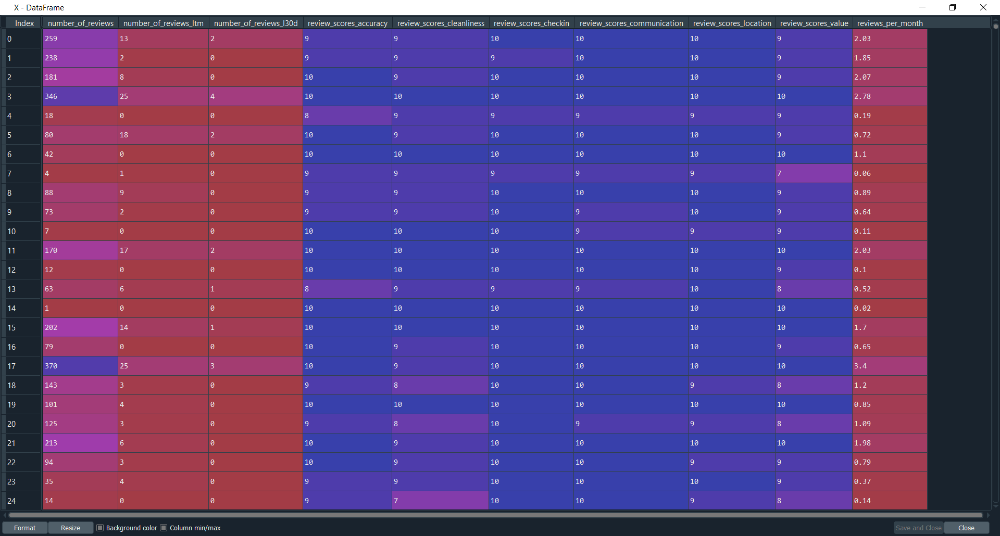 X - DataFrame
Index number_of_reviews number_of_reviews_ltm number_of_reviews_l30d review_scores_accuracy review_scores_cleanliness review_scores_checkin review_scores_communication review_scores_location review_scores_value reviews_per_month
0 259 13 2 9 9 10 10 10 9 2.03
1 238 2 0 9 9 9 10 10 9 1.85
2 181 8 0 10 9 10 10 10 9 2.07
3 346 25 4 10 10 10 10 10 10 2.78
4 18 0 0 8 9 9 9 9 9 0.19
5 80 18 2 10 9 10 10 10 9 0.72
6 42 0 0 10 10 10 10 10 10 1.1
7 4 1 0 9 9 9 9 9 7 0.06
8 88 9 0 9 9 10 10 10 9 0.89
9 73 2 0 9 9 10 9 10 9 0.64
10 7 0 0 10 10 10 9 9 9 0.11
11 170 17 2 10 10 10 10 10 10 2.03
12 12 0 0 10 10 10 10 10 9 0.1
13 63 6 1 8 9 9 9 10 8 0.52
14 1 0 0 10 10 10 10 10 10 0.02
15 202 14 1 10 10 10 10 10 10 1.7
16 79 0 0 10 9 10 10 10 9 0.65
17 370 25 3 10 9 10 10 10 10 3.4
18 143 3 0 9 8 10 10 9 8 1.2
19 101 4 0 10 10 10 10 10 10 0.85
20 125 3 0 9 8 10 9 9 8 1.09
21 213 6 0 10 9 10 10 10 10 1.98
22 94 3 0 10 9 10 10 9 9 0.79
23 35 4 0 9 9 10 10 10 9 0.37
24 14 0 0 9 7 10 10 9 8 0.14
Format Resize Background color Column min/max Save and Close Close